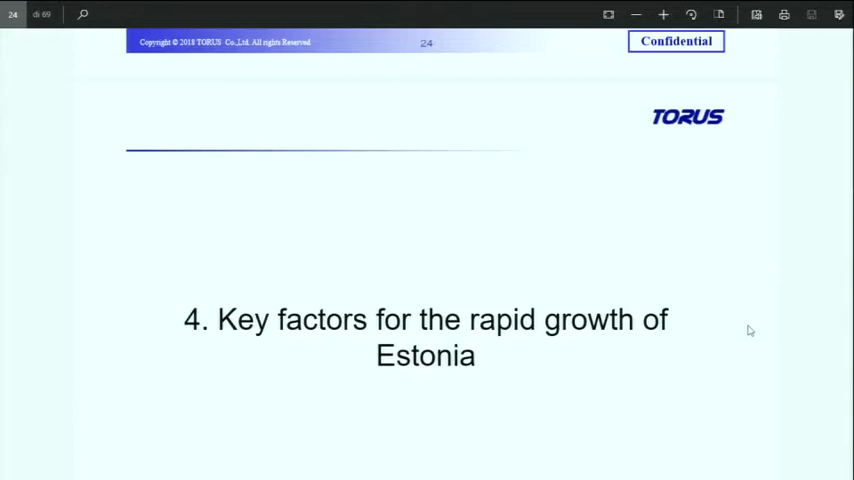 24 di 69
Copyright © 2018 TORUS Co.,Ltd. All rights Reserved
24
Confidential
TORUS
4. Key factors for the rapid growth of
Estonia